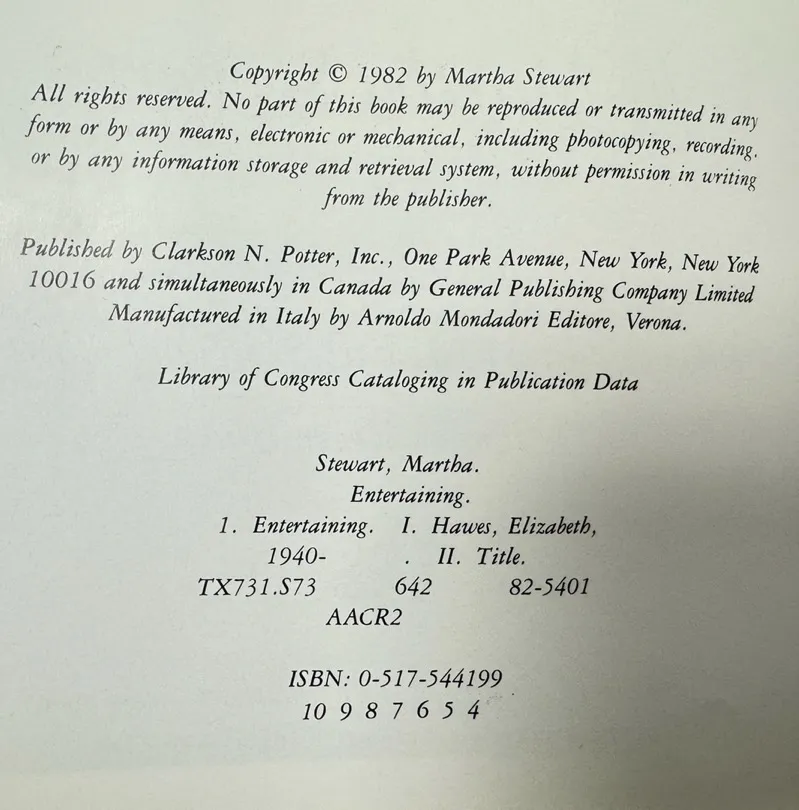 Copyright © 1982 by Martha Stewart
All rights reserved. No part of this book may be reproduced or transmitted in any
form or by any means, electronic or mechanical, including photocopying, recording,
or by any information storage and retrieval system, without permission in writing
from the publisher.
Published by Clarkson N. Potter, Inc., One Park Avenue, New York, New York
10016 and simultaneously in Canada by General Publishing Company Limited
Manufactured in Italy by Arnoldo Mondadori Editore, Verona.
Library of Congress Cataloging in Publication Data
Stewart, Martha.
Entertaining.
1. Entertaining. I. Hawes, Elizabeth,
1940- . II. Title.
TX731.S73 642 82-5401
AACR2
ISBN: 0-517-544199
10 9 8 7 6 5 4